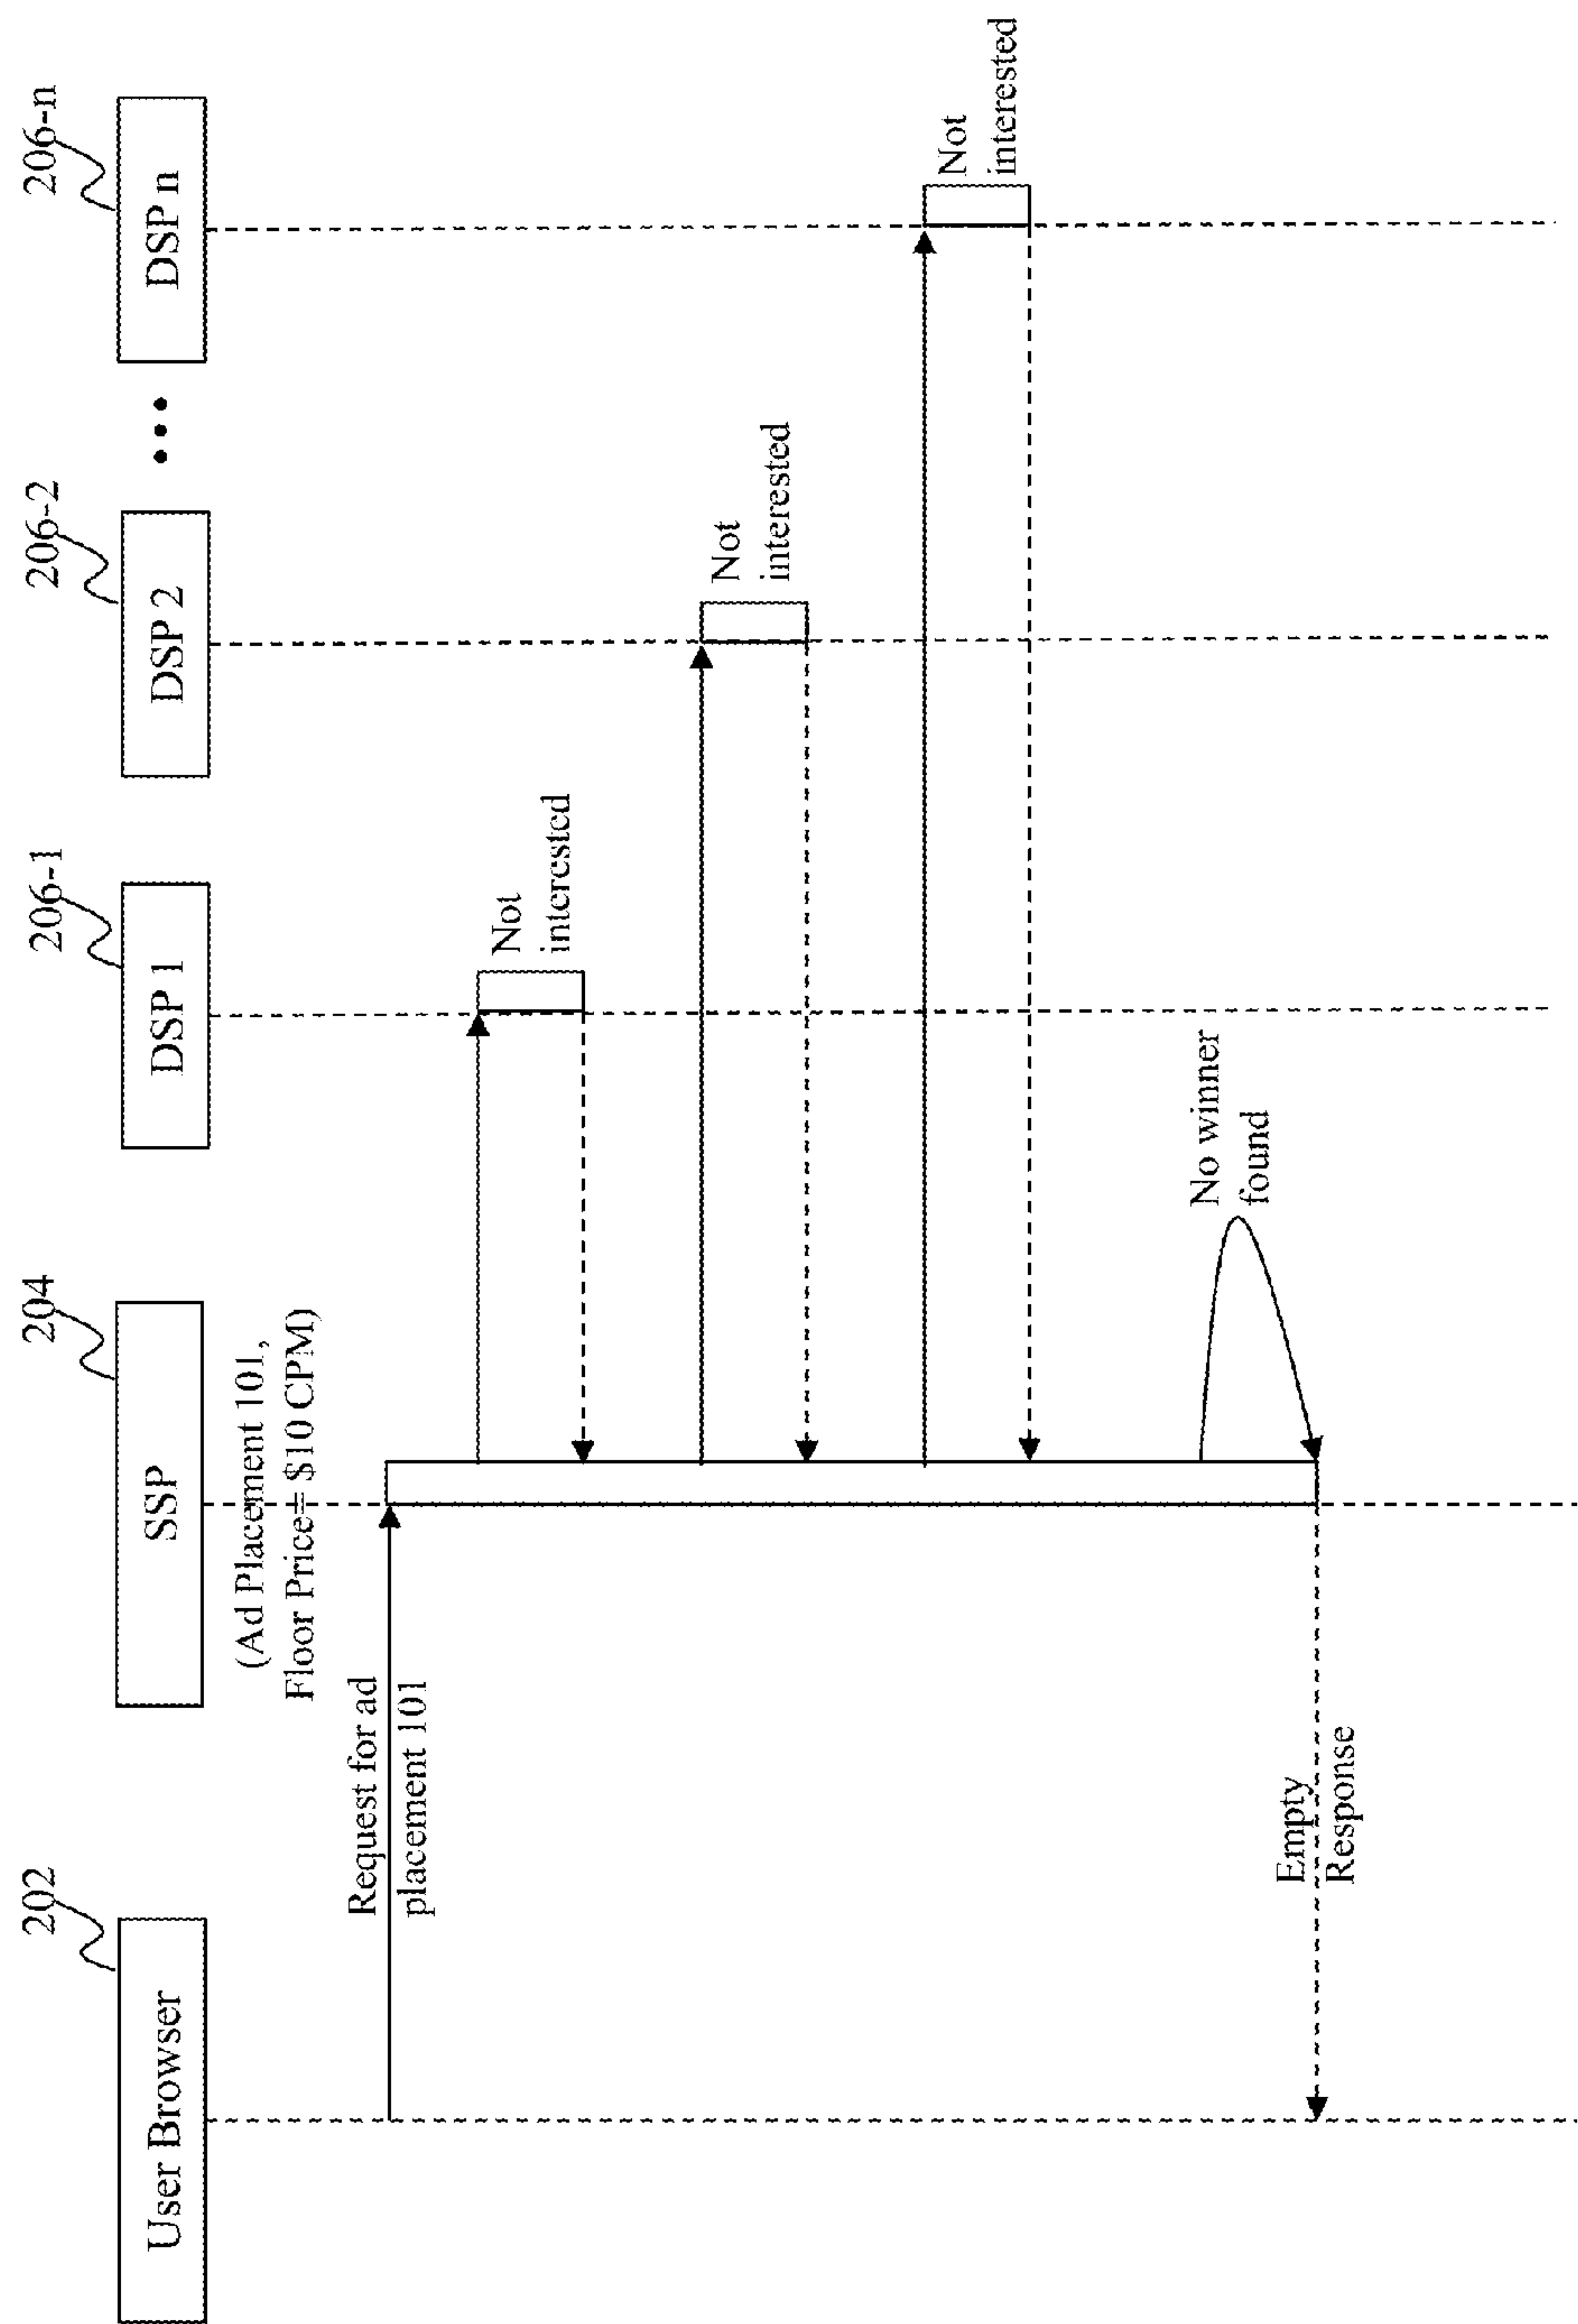 202
204
206-1
206-2
206-n
User Browser
SSP
DSP 1
DSP 2
•••
DSP n
(Ad Placement 101,
Floor Price= $10 CPM)
Request for ad
placement 101
Not
interested
Not
interested
Not
interested
No winner
found
Empty
Response